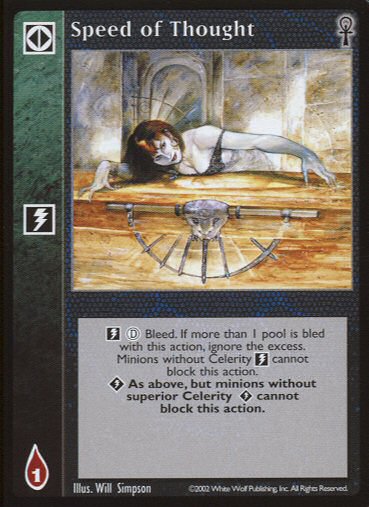 Speed of Thought
D Bleed. If more than 1 pool is bled
with this action, ignore the excess.
Minions without Celerity cannot
block this action.
As above, but minions without
superior Celerity cannot
block this action.
1
Illus. Will Simpson
©2002 White Wolf Publishing, Inc. All Rights Reserved.